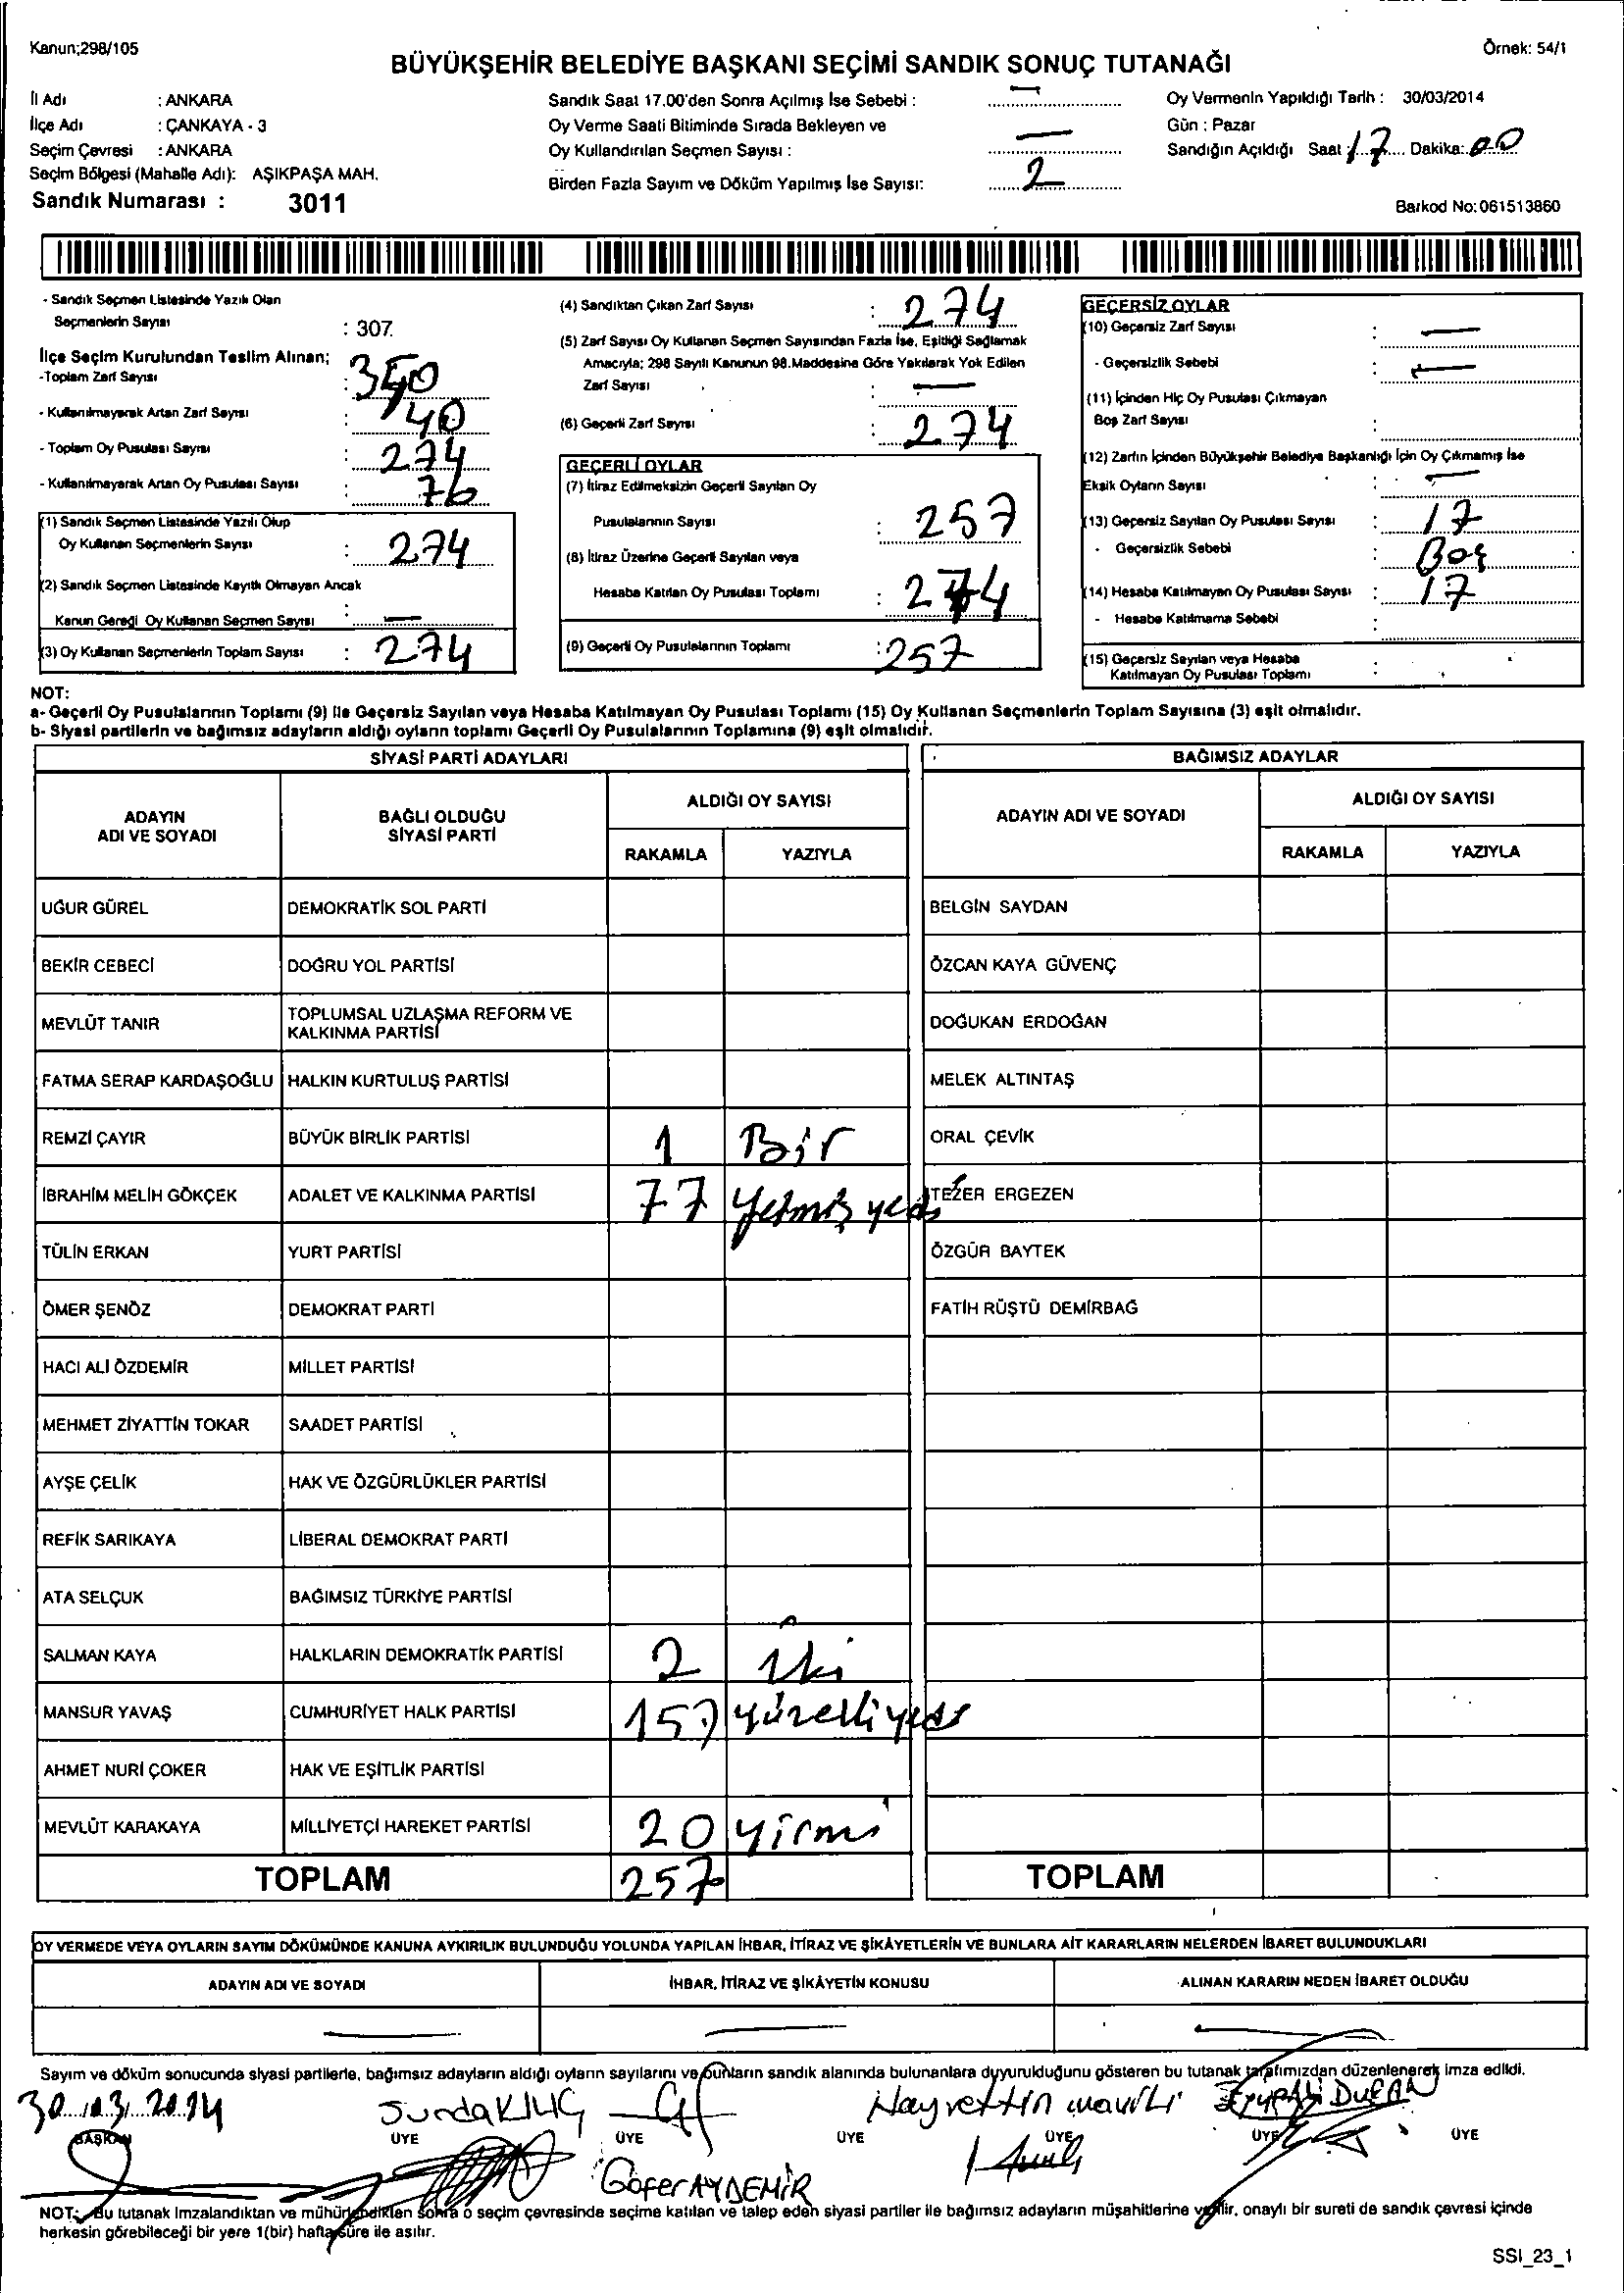 Kanun;298/105
Örnek: 54/1
BÜYÜKŞEHİR BELEDİYE BAŞKANI SEÇİMİ SANDIK SONUÇ TUTANAĞI
İl Adı : ANKARA
İlçe Adı : ÇANKAYA - 3
Seçim Çevresi : ANKARA
Seçim Bölgesi (Mahalle Adı): AŞIKPAŞA MAH.
Sandık Numarası : 3011
Sandık Saat 17.00'den Sonra Açılmış İse Sebebi : —
Oy Verme Saati Bitiminde Sırada Bekleyen ve
Oy Kullandırılan Seçmen Sayısı : —
Birden Fazla Sayım ve Döküm Yapılmış İse Sayısı: 2
Oy Vermenin Yapıldığı Tarih : 30/03/2014
Gün : Pazar
Sandığın Açıldığı Saat 17 Dakika: 00
Barkod No:061513860
- Sandık Seçmen Listesinde Yazılı Olan
Seçmenlerin Sayısı : 307
İlçe Seçim Kurulundan Teslim Alınan;
-Toplam Zarf Sayısı : 350
- Kullanılmayarak Artan Zarf Sayısı : 40
- Toplam Oy Pusulası Sayısı : 274
- Kullanılmayarak Artan Oy Pusulası Sayısı : 76
(1) Sandık Seçmen Listesinde Yazılı Olup
Oy Kullanan Seçmenlerin Sayısı : 274
(2) Sandık Seçmen Listesinde Kayıtlı Olmayan Ancak
Kanun Gereği Oy Kullanan Seçmen Sayısı : —
(3) Oy Kullanan Seçmenlerin Toplam Sayısı : 274
(4) Sandıktan Çıkan Zarf Sayısı : 274
(5) Zarf Sayısı Oy Kullanan Seçmen Sayısından Fazla İse, Eşitliği Sağlamak
Amacıyla; 298 Sayılı Kanunun 98.Maddesine Göre Yakılarak Yok Edilen
Zarf Sayısı : —
(6) Geçerli Zarf Sayısı : 274
GEÇERLİ OYLAR
(7) İtiraz Edilmeksizin Geçerli Sayılan Oy
Pusulalarının Sayısı : 257
(8) İtiraz Üzerine Geçerli Sayılan veya
Hesaba Katılan Oy Pusulası Toplamı : 274
(9) Geçerli Oy Pusulalarının Toplamı : 257
GEÇERSİZ OYLAR
(10) Geçersiz Zarf Sayısı : —
- Geçersizlik Sebebi : —
(11) İçinden Hiç Oy Pusulası Çıkmayan
Boş Zarf Sayısı :
(12) Zarfın İçinden Büyükşehir Belediye Başkanlığı İçin Oy Çıkmamış İse
Eksik Oyların Sayısı : —
(13) Geçersiz Sayılan Oy Pusulası Sayısı : 17
- Geçersizlik Sebebi : Boş
(14) Hesaba Katılmayan Oy Pusulası Sayısı : 17
- Hesaba Katılmama Sebebi :
(15) Geçersiz Sayılan veya Hesaba
Katılmayan Oy Pusulası Toplamı :
NOT:
a- Geçerli Oy Pusulalarının Toplamı (9) İle Geçersiz Sayılan veya Hesaba Katılmayan Oy Pusulası Toplamı (15) Oy Kullanan Seçmenlerin Toplam Sayısına (3) eşit olmalıdır.
b- Siyasi partilerin ve bağımsız adayların aldığı oyların toplamı Geçerli Oy Pusulalarının Toplamına (9) eşit olmalıdır.
SİYASİ PARTİ ADAYLARI
ADAYIN ADI VE SOYADI
BAĞLI OLDUĞU SİYASİ PARTİ
ALDIĞI OY SAYISI
RAKAMLA YAZIYLA
UĞUR GÜREL DEMOKRATİK SOL PARTİ
BEKİR CEBECİ DOĞRU YOL PARTİSİ
MEVLÜT TANIR TOPLUMSAL UZLAŞMA REFORM VE
KALKINMA PARTİSİ
FATMA SERAP KARDAŞOĞLU HALKIN KURTULUŞ PARTİSİ
REMZİ ÇAYIR BÜYÜK BİRLİK PARTİSİ 1 Bir
İBRAHİM MELİH GÖKÇEK ADALET VE KALKINMA PARTİSİ 77 Yetmiş yedi
TÜLİN ERKAN YURT PARTİSİ
ÖMER ŞENÖZ DEMOKRAT PARTİ
HACI ALİ ÖZDEMİR MİLLET PARTİSİ
MEHMET ZİYATTİN TOKAR SAADET PARTİSİ
AYŞE ÇELİK HAK VE ÖZGÜRLÜKLER PARTİSİ
REFİK SARIKAYA LİBERAL DEMOKRAT PARTİ
ATA SELÇUK BAĞIMSIZ TÜRKİYE PARTİSİ
SALMAN KAYA HALKLARIN DEMOKRATİK PARTİSİ 2 iki
MANSUR YAVAŞ CUMHURİYET HALK PARTİSİ 157 yüzelliyedi
AHMET NURİ ÇOKER HAK VE EŞİTLİK PARTİSİ
MEVLÜT KARAKAYA MİLLİYETÇİ HAREKET PARTİSİ 20 yirmi
TOPLAM 257
BAĞIMSIZ ADAYLAR
ADAYIN ADI VE SOYADI
ALDIĞI OY SAYISI
RAKAMLA YAZIYLA
BELGİN SAYDAN
ÖZCAN KAYA GÜVENÇ
DOĞUKAN ERDOĞAN
MELEK ALTINTAŞ
ORAL ÇEVİK
TEZER ERGEZEN
ÖZGÜR BAYTEK
FATİH RÜŞTÜ DEMİRBAĞ
TOPLAM
OY VERMEDE VEYA OYLARIN SAYIM DÖKÜMÜNDE KANUNA AYKIRILIK BULUNDUĞU YOLUNDA YAPILAN İHBAR, İTİRAZ VE ŞİKÂYETLERİN VE BUNLARA AİT KARARLARIN NELERDEN İBARET BULUNDUKLARI
ADAYIN ADI VE SOYADI İHBAR, İTİRAZ VE ŞİKÂYETİN KONUSU ALINAN KARARIN NEDEN İBARET OLDUĞU
— — —
Sayım ve döküm sonucunda siyasi partilerle, bağımsız adayların aldığı oyların sayılarını ve bunların sandık alanında bulunanlara duyurulduğunu gösteren bu tutanak tarafımızdan düzenlenerek imza edildi.
30.03.2014 Sunda KILIÇ Hayrettin DURAN
BAŞKAN ÜYE ÜYE ÜYE ÜYE ÜYE ÜYE
AYDEMİR
NOT: Bu tutanak imzalandıktan ve mühürlendikten sonra o seçim çevresinde seçime katılan ve talep eden siyasi partiler ile bağımsız adayların müşahitlerine verilir, onaylı bir sureti de sandık çevresi içinde
herkesin görebileceği bir yere 1(bir) hafta süre ile asılır.
SSI_23_1